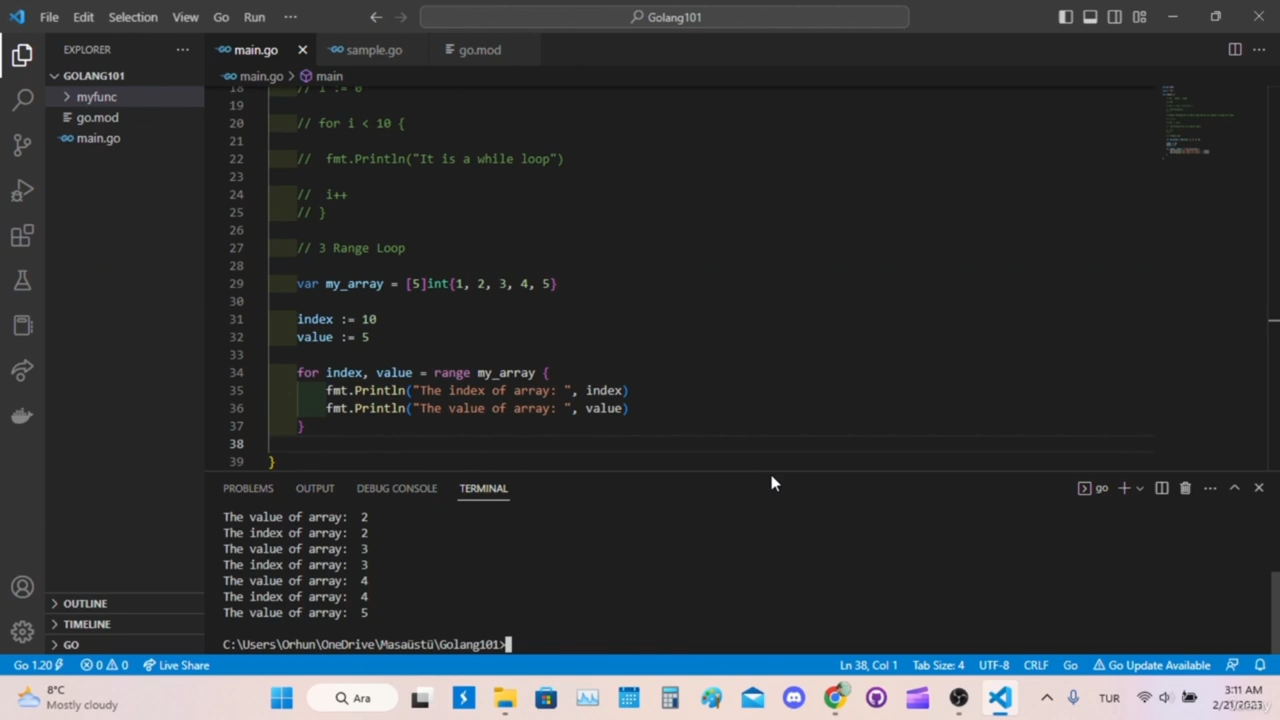 File Edit Selection View Go Run ···
Golang101
EXPLORER ···
main.go
sample.go
go.mod
GOLANG101
myfunc
go.mod
main.go
main.go > main
18 // i := 0
19
20 // for i < 10 {
21
22 // fmt.Println("It is a while loop")
23
24 // i++
25 // }
26
27 // 3 Range Loop
28
29 var my_array = [5]int{1, 2, 3, 4, 5}
30
31 index := 10
32 value := 5
33
34 for index, value = range my_array {
35 fmt.Println("The index of array: ", index)
36 fmt.Println("The value of array: ", value)
37 }
38
39 }
PROBLEMS OUTPUT DEBUG CONSOLE TERMINAL
go
The value of array: 2
The index of array: 2
The value of array: 3
The index of array: 3
The value of array: 4
The index of array: 4
The value of array: 5
C:\Users\Orhun\OneDrive\Masaüstü\Golang101>
OUTLINE
TIMELINE
GO
Go 1.20 0 0 Live Share
Ln 38, Col 1 Tab Size: 4 UTF-8 CRLF Go Go Update Available
8°C
Mostly cloudy
Ara
TUR
3:11 AM
2/21/2023